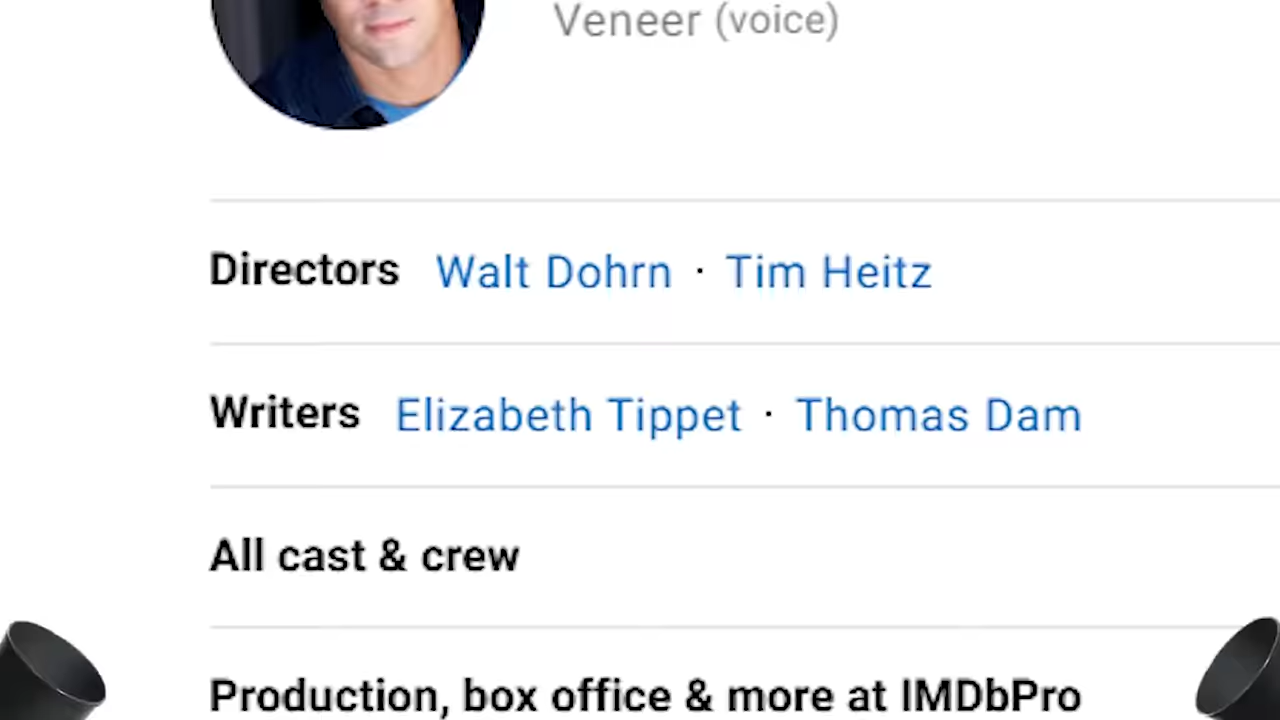 Veneer (voice)
Directors Walt Dohrn · Tim Heitz
Writers Elizabeth Tippet · Thomas Dam
All cast & crew
Production, box office & more at IMDbPro